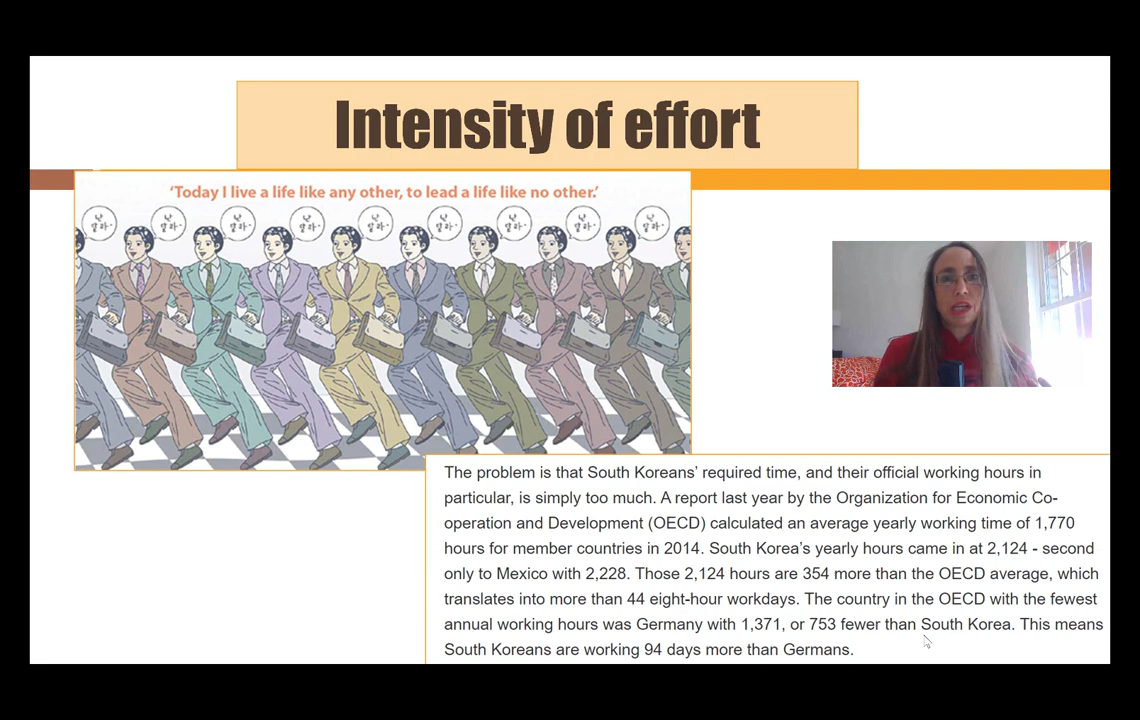 Intensity of effort
‘Today I live a life like any other, to lead a life like no other.’
The problem is that South Koreans’ required time, and their official working hours in
particular, is simply too much. A report last year by the Organization for Economic Co-
operation and Development (OECD) calculated an average yearly working time of 1,770
hours for member countries in 2014. South Korea’s yearly hours came in at 2,124 - second
only to Mexico with 2,228. Those 2,124 hours are 354 more than the OECD average, which
translates into more than 44 eight-hour workdays. The country in the OECD with the fewest
annual working hours was Germany with 1,371, or 753 fewer than South Korea. This means
South Koreans are working 94 days more than Germans.